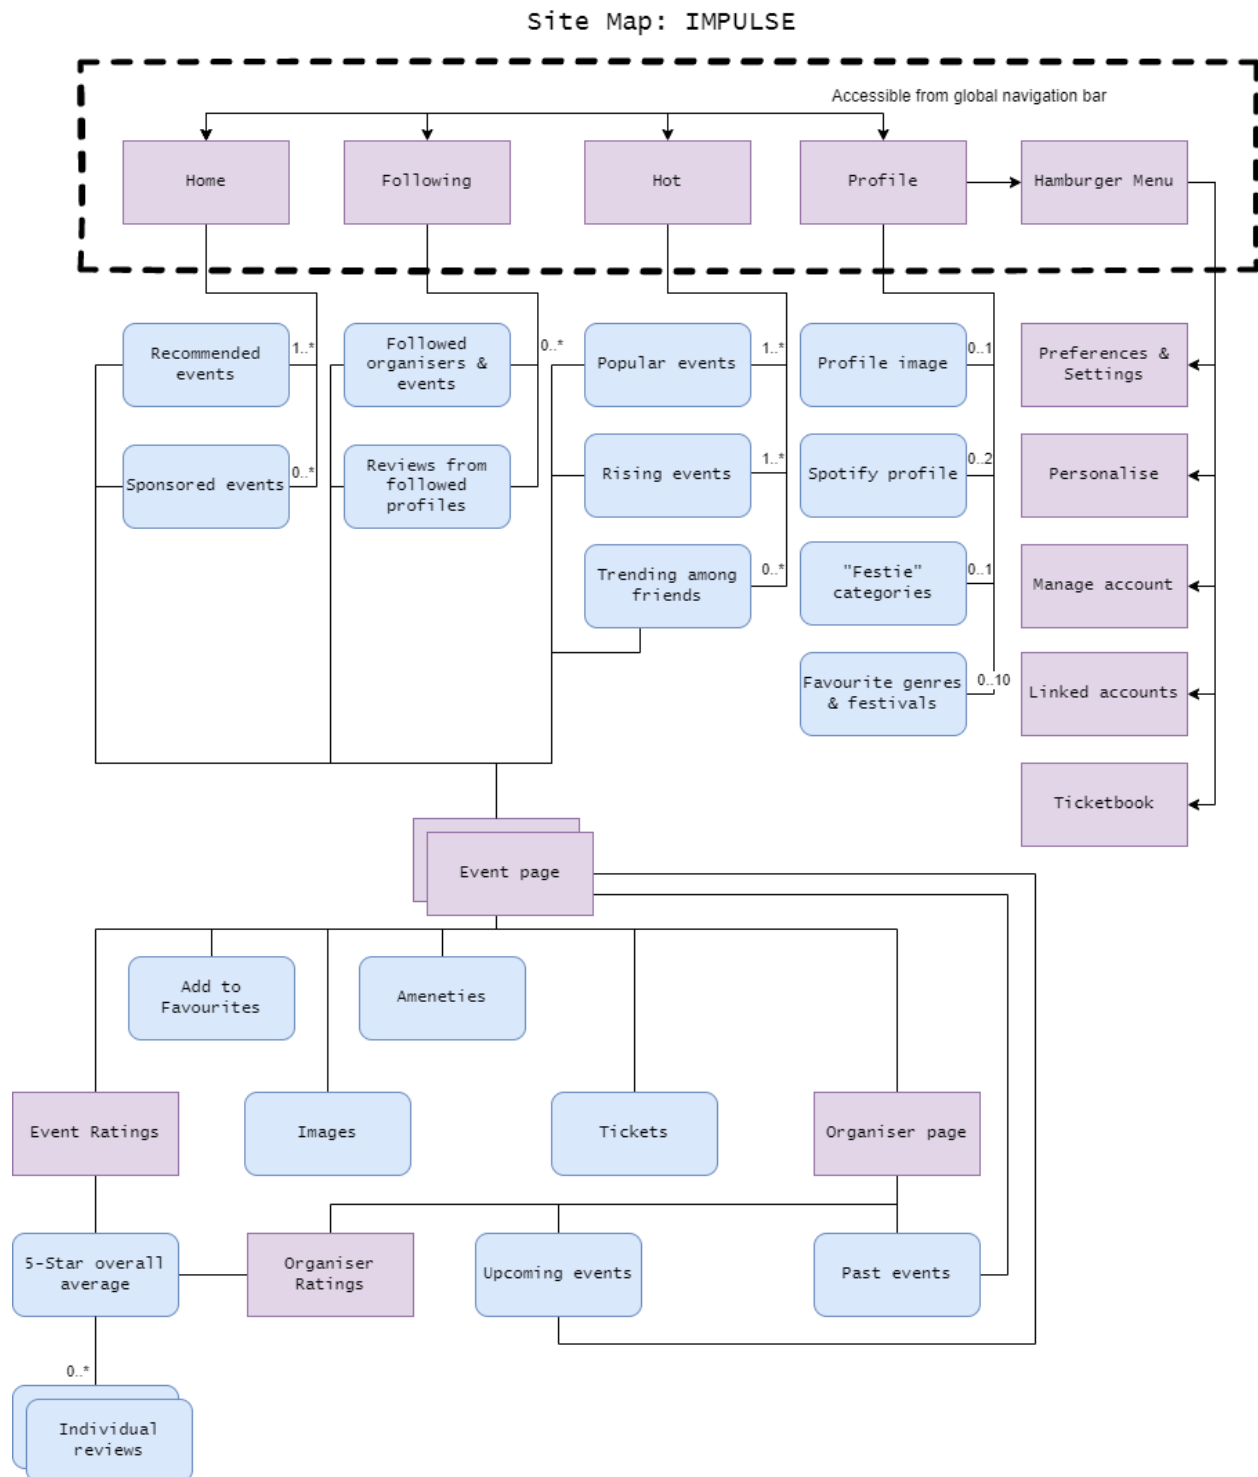 Site Map: IMPULSE
Accessible from global navigation bar
Home
Following
Hot
Profile
Hamburger Menu
Recommended
events
1..*
Followed
organisers &
events
0..*
Popular events
1..*
Profile image
0..1
Preferences &
Settings
Sponsored events
0..*
Reviews from
followed
profiles
Rising events
1..*
Spotify profile
0..2
Personalise
Trending among
friends
0..*
"Festie"
categories
0..1
Manage account
Favourite genres
& festivals
0..10
Linked accounts
Ticketbook
Event page
Add to
Favourites
Ameneties
Event Ratings
Images
Tickets
Organiser page
5-Star overall
average
Organiser
Ratings
Upcoming events
Past events
0..*
Individual
reviews